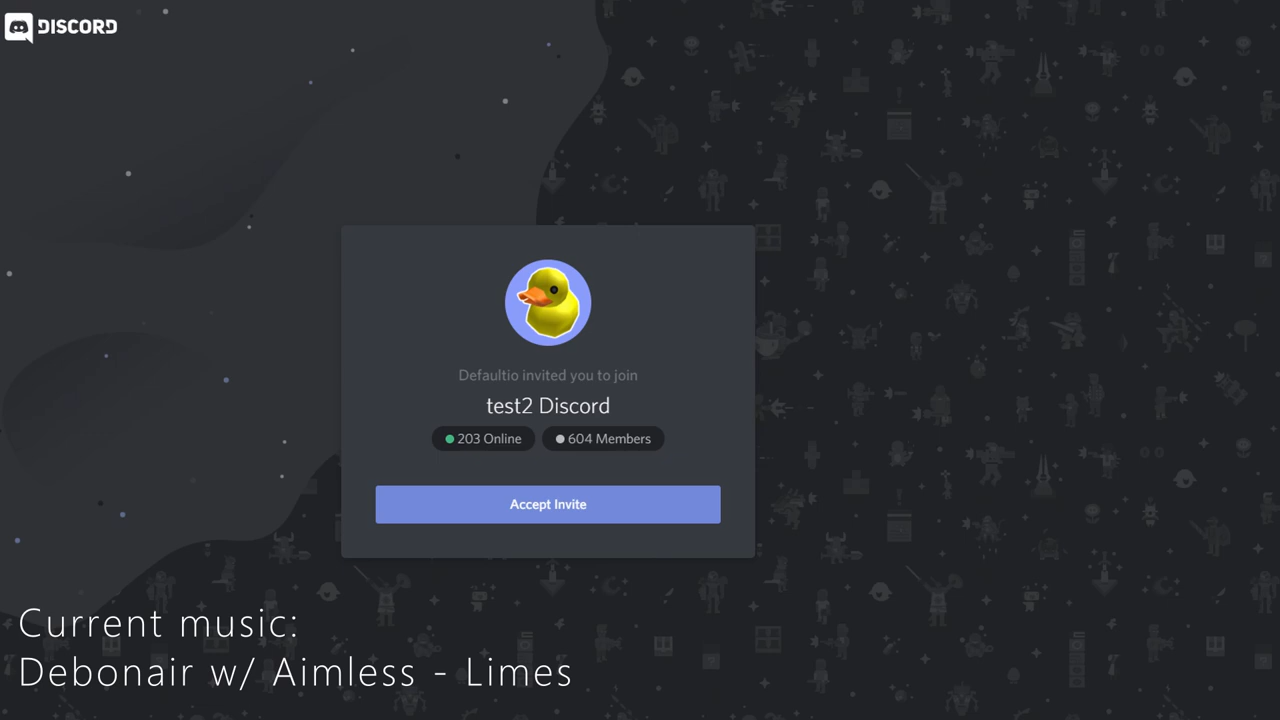 DISCORD
Defaultio invited you to join
test2 Discord
203 Online 604 Members
Accept Invite
Current music:
Debonair w/ Aimless - Limes